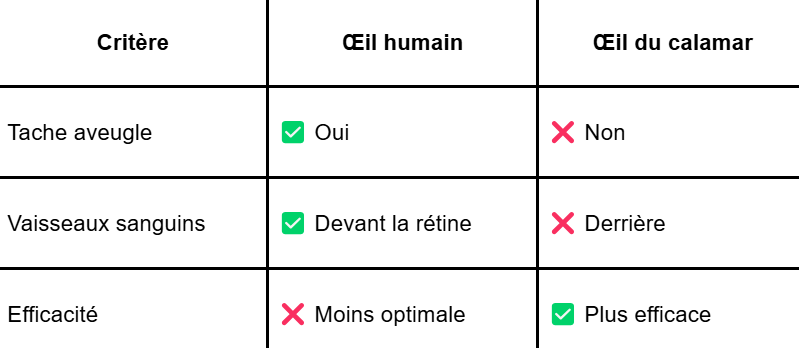 Critère Œil humain Œil du calamar
Tache aveugle ✅ Oui ❌ Non
Vaisseaux sanguins ✅ Devant la rétine ❌ Derrière
Efficacité ❌ Moins optimale ✅ Plus efficace